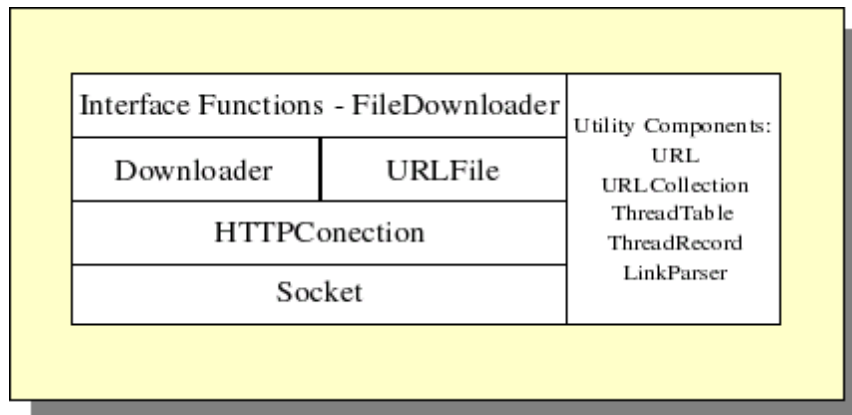 Interface Functions - FileDownloader
Downloader
URLFile
HTTPConection
Socket
Utility Components:
URL
URLCollection
ThreadTable
ThreadRecord
LinkParser